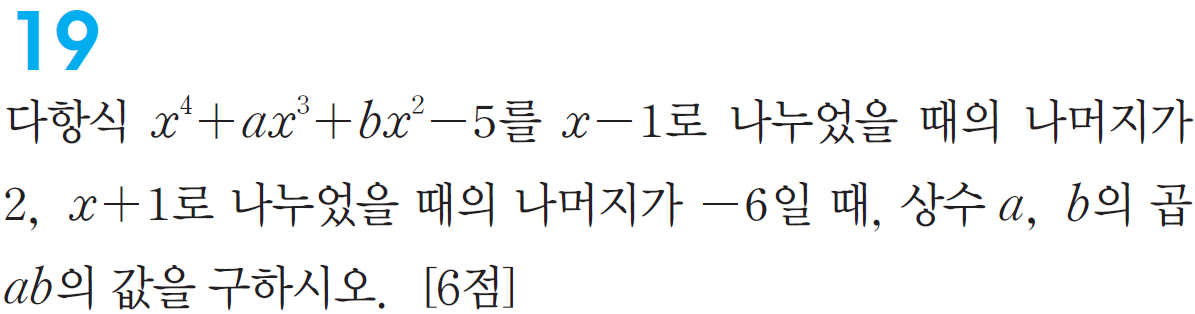 19
다항식 x⁴+ax³+bx²-5를 x-1로 나누었을 때의 나머지가
2, x+1로 나누었을 때의 나머지가 -6일 때, 상수 a, b의 곱
ab의 값을 구하시오. [6점]